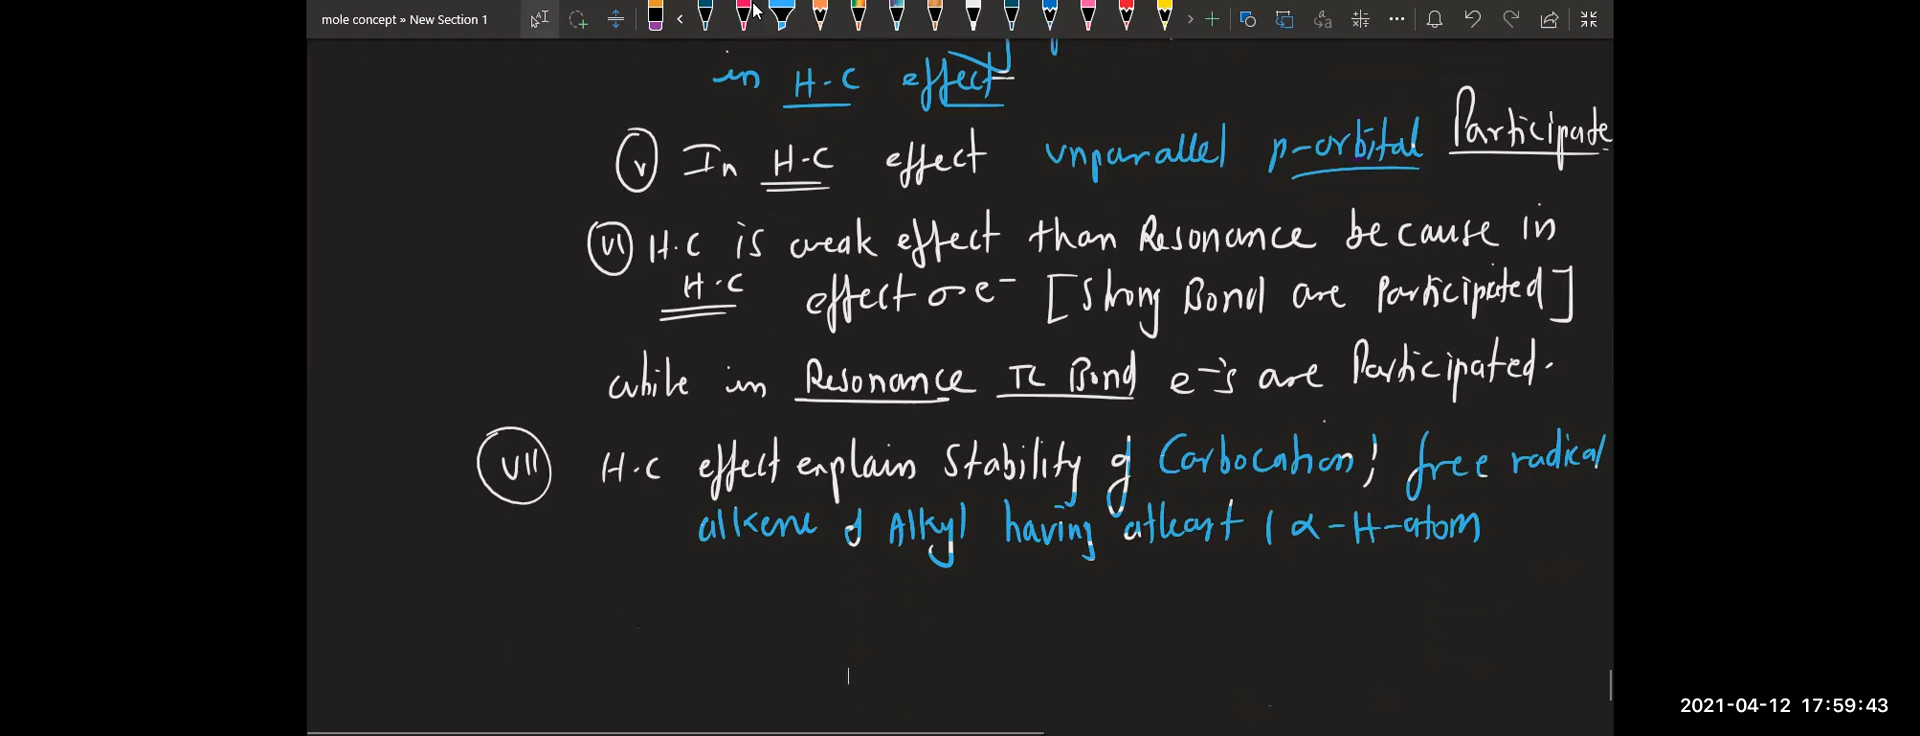 mole concept » New Section 1
in H-C effect
(v) In H-C effect unparallel p-orbital Participate
(VI) H.C is weak effect than Resonance because in
H.C effect σ e⁻ [Strong Bond are Participated]
while in Resonance π Bond e⁻'s are Participated.
(VII) H.C effect explain Stability of Carbocation; free radical
alkene & Alkyl having atleast 1 α-H-atom
2021-04-12 17:59:43